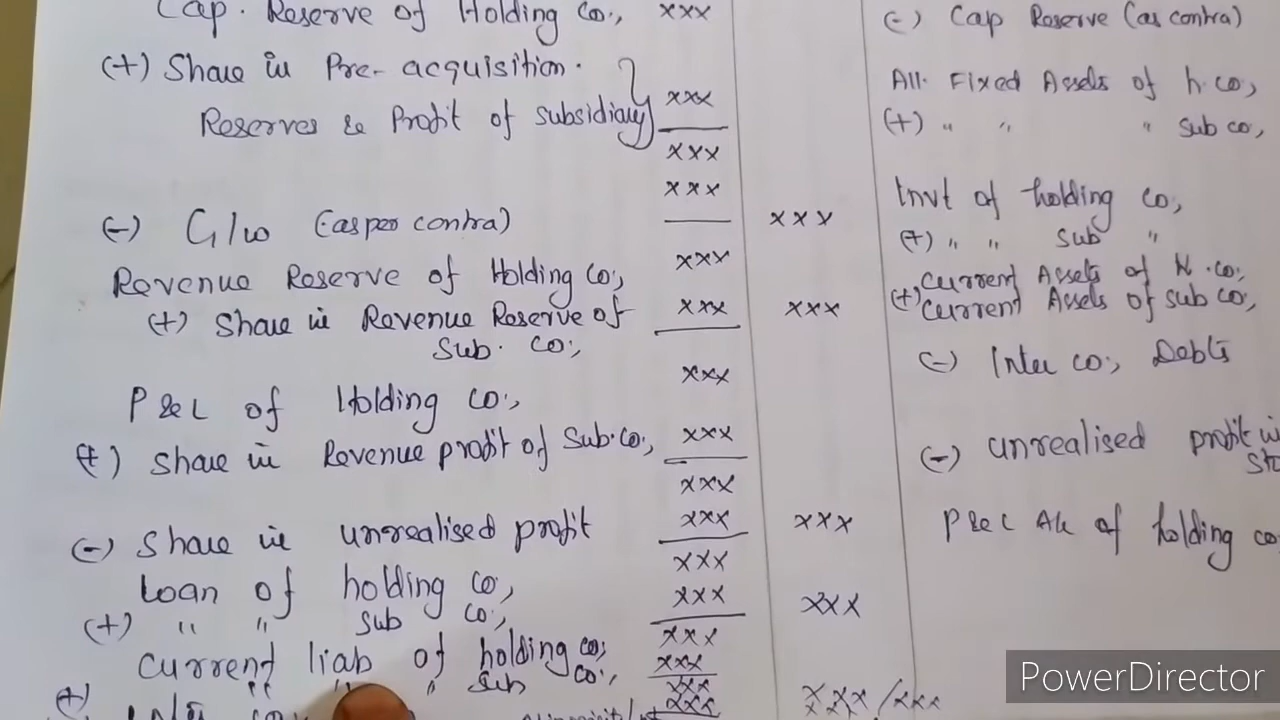 Cap. Reserve of Holding Co:, xxx
(+) Share in Pre-acquisition.
Reserves & Profit of subsidiary xxx
xxx
xxx
(-) G/w (as per contra) xxx
Revenue Reserve of Holding Co:, xxx
(+) Share in Revenue Reserve of xxx xxx
Sub. Co:,
xxx
P&L of Holding Co:,
(+) Share in Revenue profit of Sub.Co:, xxx
xxx
(-) Share in unrealised profit xxx xxx
xxx
Loan of holding Co:, xxx xxx
(+) " " Sub Co:,
xxx
Current liab of holding co:, xxx
(+) " " " Sub Co:, xxx
xxx xxx/xxx
(-) Cap Reserve (as contra)
All. Fixed Assets of h.co,
(+) " " " Sub co,
Invt of holding co,
(+) " " Sub "
Current Assets of H.co:,
(+) Current Assets of sub co,
(-) Inter co:, Debts
(-) unrealised profit
P&L A/c of holding co
PowerDirector